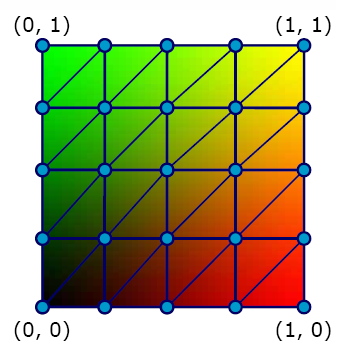 (0, 1) (1, 1)
(0, 0) (1, 0)